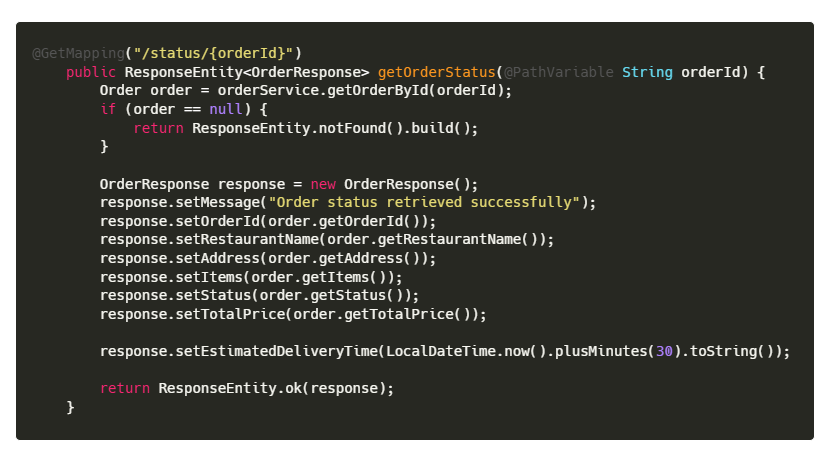 @GetMapping("/status/{orderId}")
    public ResponseEntity<OrderResponse> getOrderStatus(@PathVariable String orderId) {
        Order order = orderService.getOrderById(orderId);
        if (order == null) {
            return ResponseEntity.notFound().build();
        }

        OrderResponse response = new OrderResponse();
        response.setMessage("Order status retrieved successfully");
        response.setOrderId(order.getOrderId());
        response.setRestaurantName(order.getRestaurantName());
        response.setAddress(order.getAddress());
        response.setItems(order.getItems());
        response.setStatus(order.getStatus());
        response.setTotalPrice(order.getTotalPrice());

        response.setEstimatedDeliveryTime(LocalDateTime.now().plusMinutes(30).toString());

        return ResponseEntity.ok(response);
    }